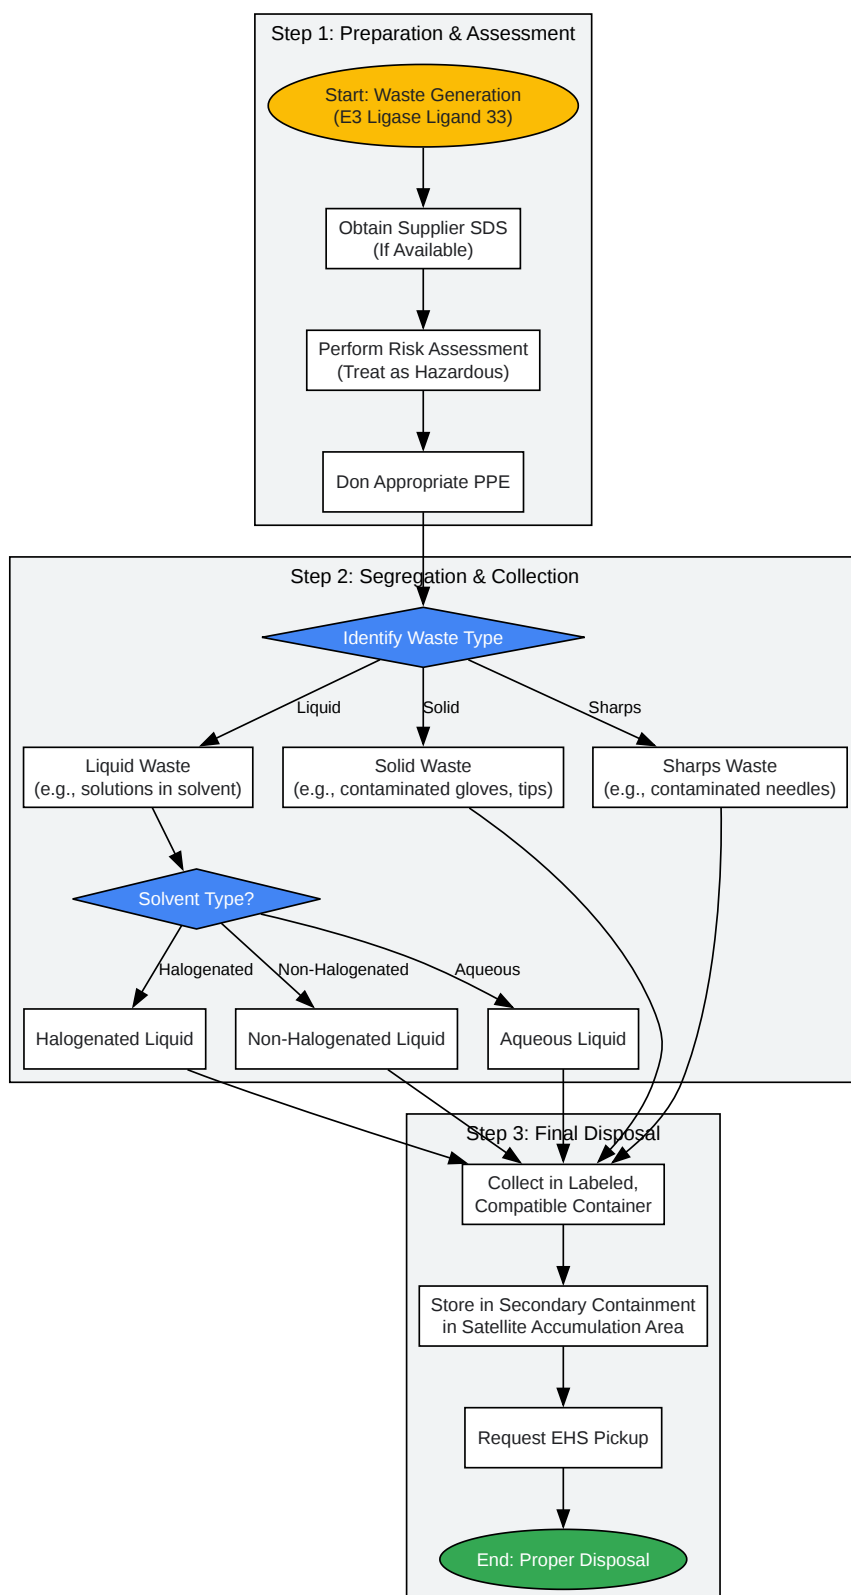 Step 1: Preparation & Assessment
Start: Waste Generation
(E3 Ligase Ligand 33)
Obtain Supplier SDS
(If Available)
Perform Risk Assessment
(Treat as Hazardous)
Don Appropriate PPE
Step 2: Segregation & Collection
Identify Waste Type
Liquid
Solid
Sharps
Liquid Waste
(e.g., solutions in solvent)
Solid Waste
(e.g., contaminated gloves, tips)
Sharps Waste
(e.g., contaminated needles)
Solvent Type?
Halogenated
Non-Halogenated
Aqueous
Halogenated Liquid
Non-Halogenated Liquid
Aqueous Liquid
Step 3: Final Disposal
Collect in Labeled,
Compatible Container
Store in Secondary Containment
in Satellite Accumulation Area
Request EHS Pickup
End: Proper Disposal